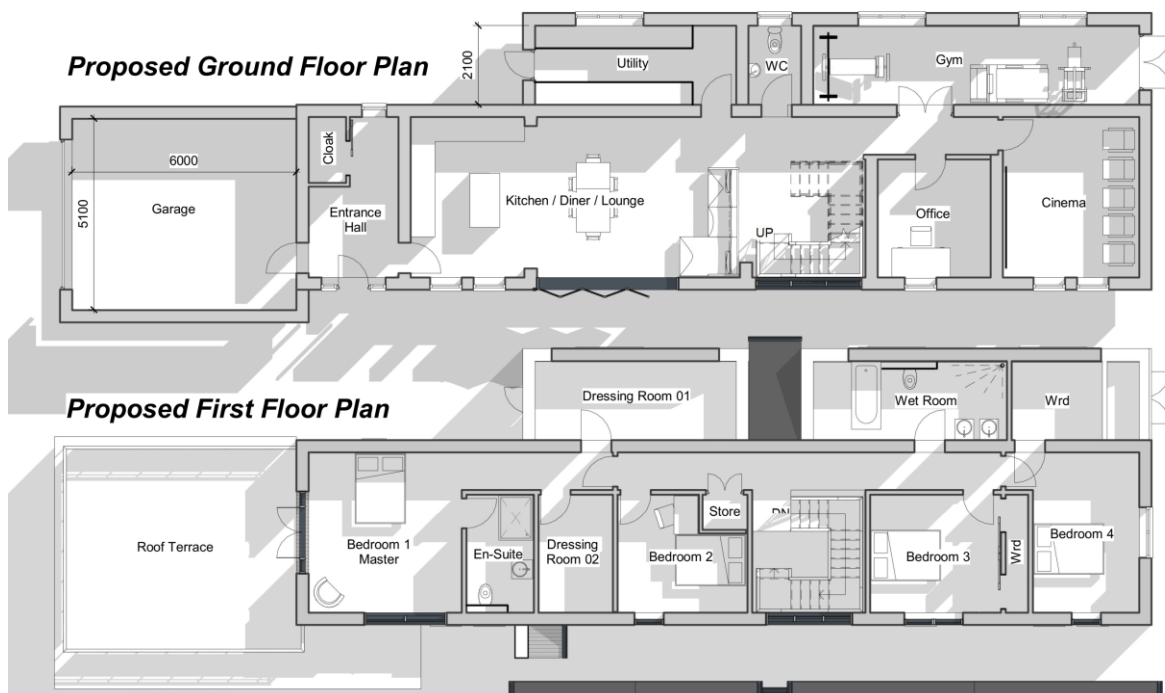 Proposed Ground Floor Plan
2100
Utility
WC
Gym
Cloak
6000
5100
Garage
Entrance
Hall
Kitchen / Diner / Lounge
UP
Office
Cinema
Proposed First Floor Plan
Dressing Room 01
Wet Room
Wrd
Roof Terrace
Bedroom 1
Master
En-Suite
Dressing
Room 02
Store
Bedroom 2
DN
Bedroom 3
Wrd
Bedroom 4